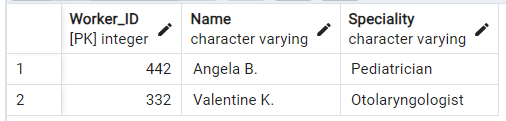 Worker_ID Name Speciality
[PK] integer character varying character varying
1 442 Angela B. Pediatrician
2 332 Valentine K. Otolaryngologist